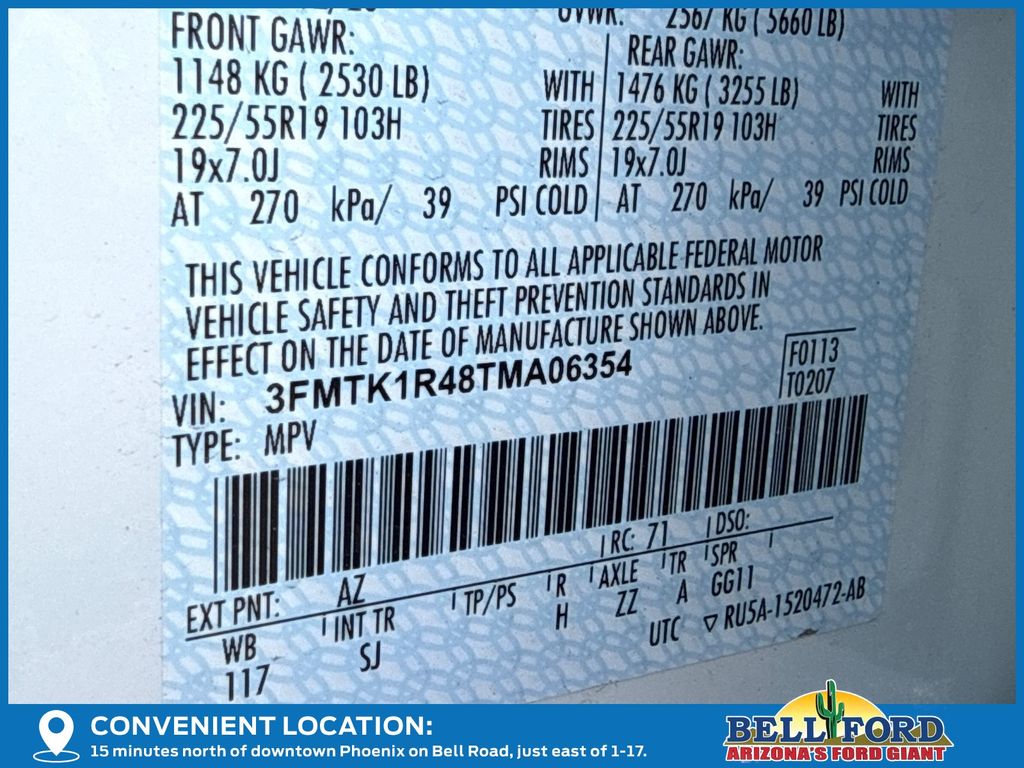 GVWR: 2567 KG ( 5660 LB)
FRONT GAWR: REAR GAWR:
1148 KG ( 2530 LB) WITH 1476 KG ( 3255 LB) WITH
225/55R19 103H TIRES 225/55R19 103H TIRES
19x7.0J RIMS 19x7.0J RIMS
AT 270 kPa/ 39 PSI COLD AT 270 kPa/ 39 PSI COLD
THIS VEHICLE CONFORMS TO ALL APPLICABLE FEDERAL MOTOR
VEHICLE SAFETY AND THEFT PREVENTION STANDARDS IN
EFFECT ON THE DATE OF MANUFACTURE SHOWN ABOVE.
VIN: 3FMTK1R48TMA06354
F0113
T0207
TYPE: MPV
EXT PNT: AZ RC: 71 DSO:
WB INT TR TP/PS R AXLE TR SPR
117 SJ H ZZ A GG11
UTC ▽ RU5A-1520472-AB
CONVENIENT LOCATION:
15 minutes north of downtown Phoenix on Bell Road, just east of 1-17.
BELL FORD
ARIZONA'S FORD GIANT